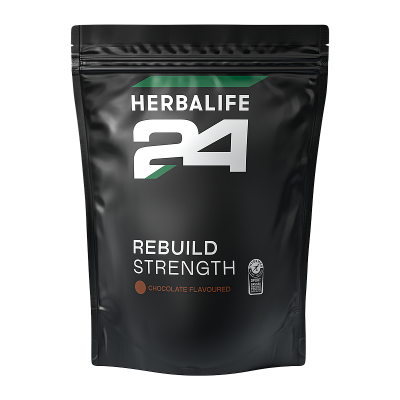 HERBALIFE
24
REBUILD
STRENGTH
CHOCOLATE FLAVOURED